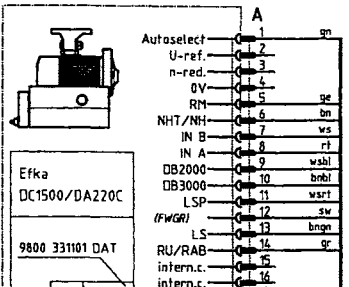 A
Autoselect 1 gn
U-ref. 2
n-red. 3
0V 4
RM 5 ge
NHT/NH 6 bn
IN B 7 ws
IN A 8 rt
DB2000 9 wsbl
DB3000 10 bnbl
LSP 11 wsrt
(FWGR) 12 sw
LS 13 bngn
RU/RAB 14 gr
intern.c. 15
intern.c. 16
Efka
DC1500/DA220C
9800 331101 DAT